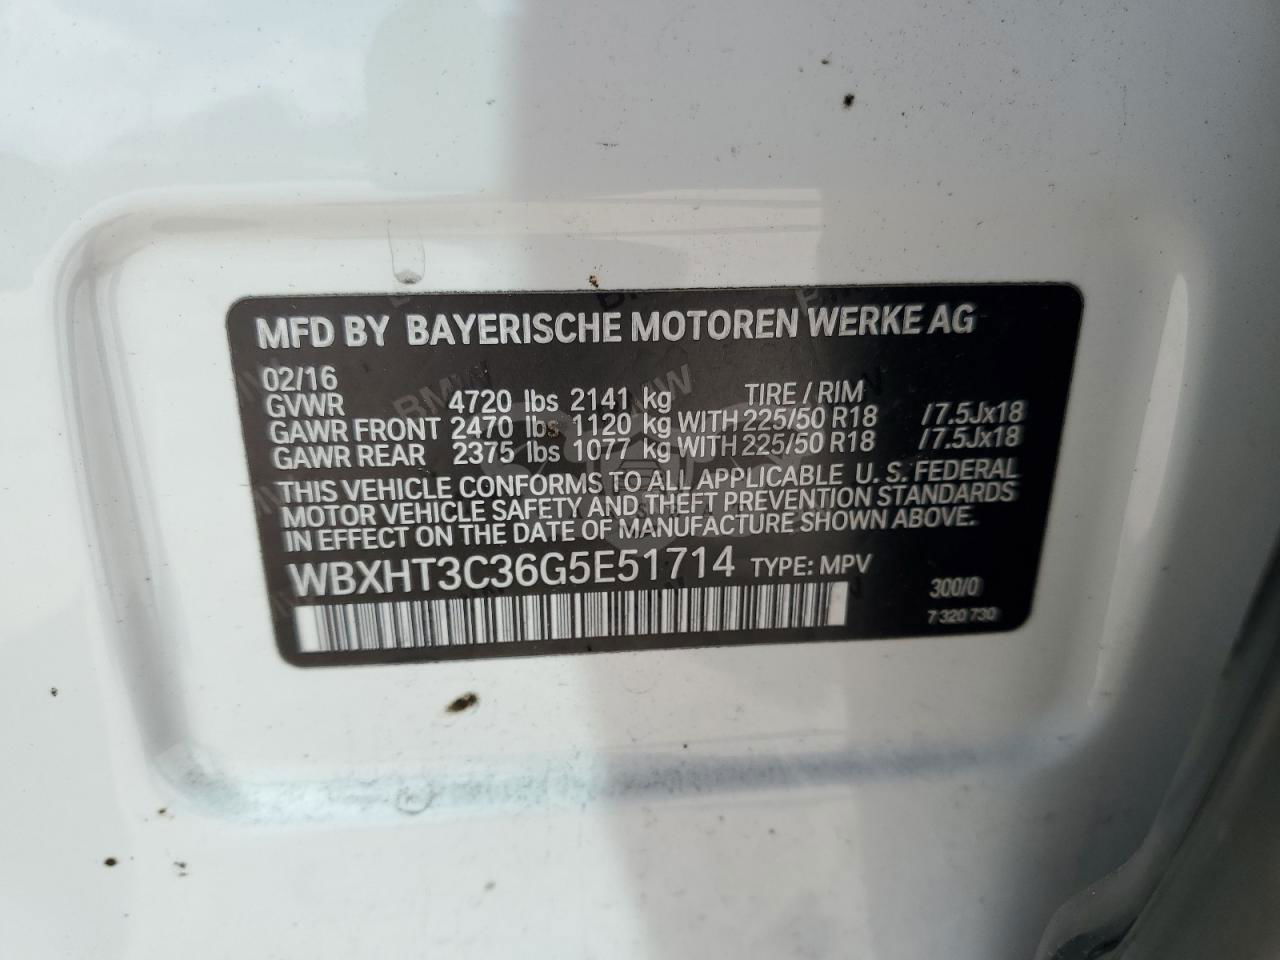 MFD BY BAYERISCHE MOTOREN WERKE AG
02/16 TIRE / RIM
GVWR 4720 lbs 2141 kg
GAWR FRONT 2470 lbs 1120 kg WITH 225/50 R18 /7.5Jx18
GAWR REAR 2375 lbs 1077 kg WITH 225/50 R18 /7.5Jx18
THIS VEHICLE CONFORMS TO ALL APPLICABLE U. S. FEDERAL
MOTOR VEHICLE SAFETY AND THEFT PREVENTION STANDARDS
IN EFFECT ON THE DATE OF MANUFACTURE SHOWN ABOVE.
WBXHT3C36G5E51714 TYPE: MPV
300/0
7 320 730